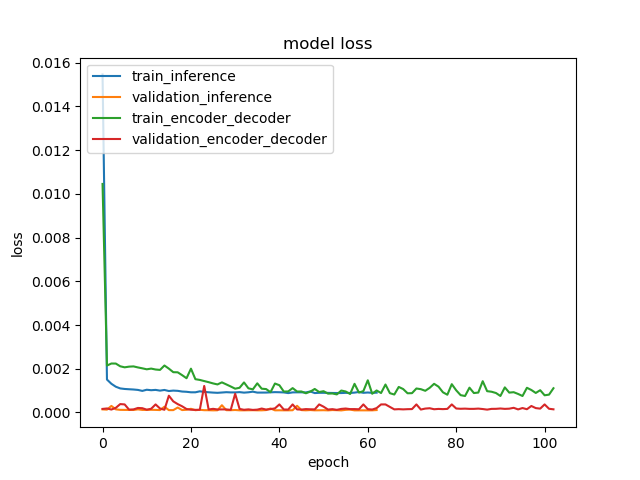 model loss
train_inference
validation_inference
train_encoder_decoder
validation_encoder_decoder
loss
0.016
0.014
0.012
0.010
0.008
0.006
0.004
0.002
0.000
0 20 40 60 80 100
epoch